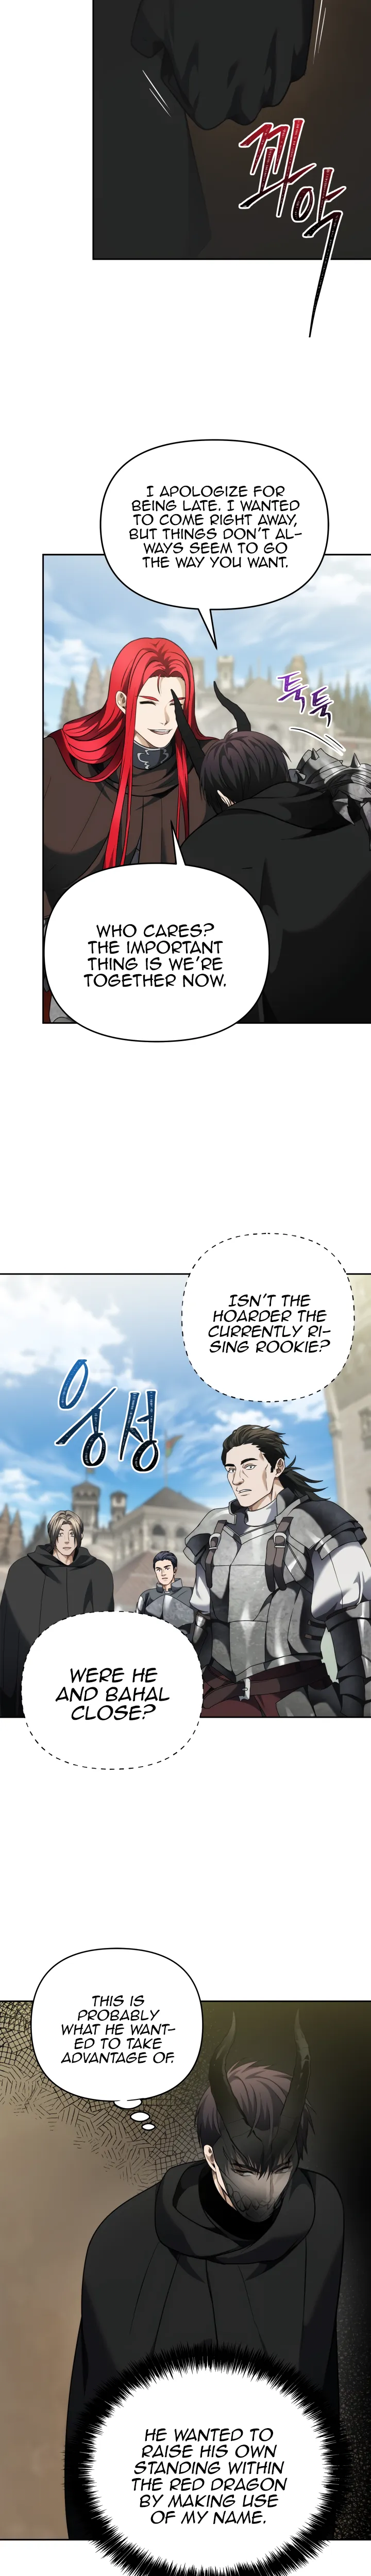 꽈악
I APOLOGIZE FOR
BEING LATE. I WANTED
TO COME RIGHT AWAY,
BUT THINGS DON'T AL-
WAYS SEEM TO GO
THE WAY YOU WANT.
툭툭
WHO CARES?
THE IMPORTANT
THING IS WE'RE
TOGETHER NOW.
ISN'T THE
HOARDER THE
CURRENTLY RI-
SING ROOKIE?
웅성
WERE HE
AND BAHAL
CLOSE?
THIS IS
PROBABLY
WHAT HE WANT-
ED TO TAKE
ADVANTAGE OF.
HE WANTED TO
RAISE HIS OWN
STANDING WITHIN
THE RED DRAGON
BY MAKING USE
OF MY NAME.